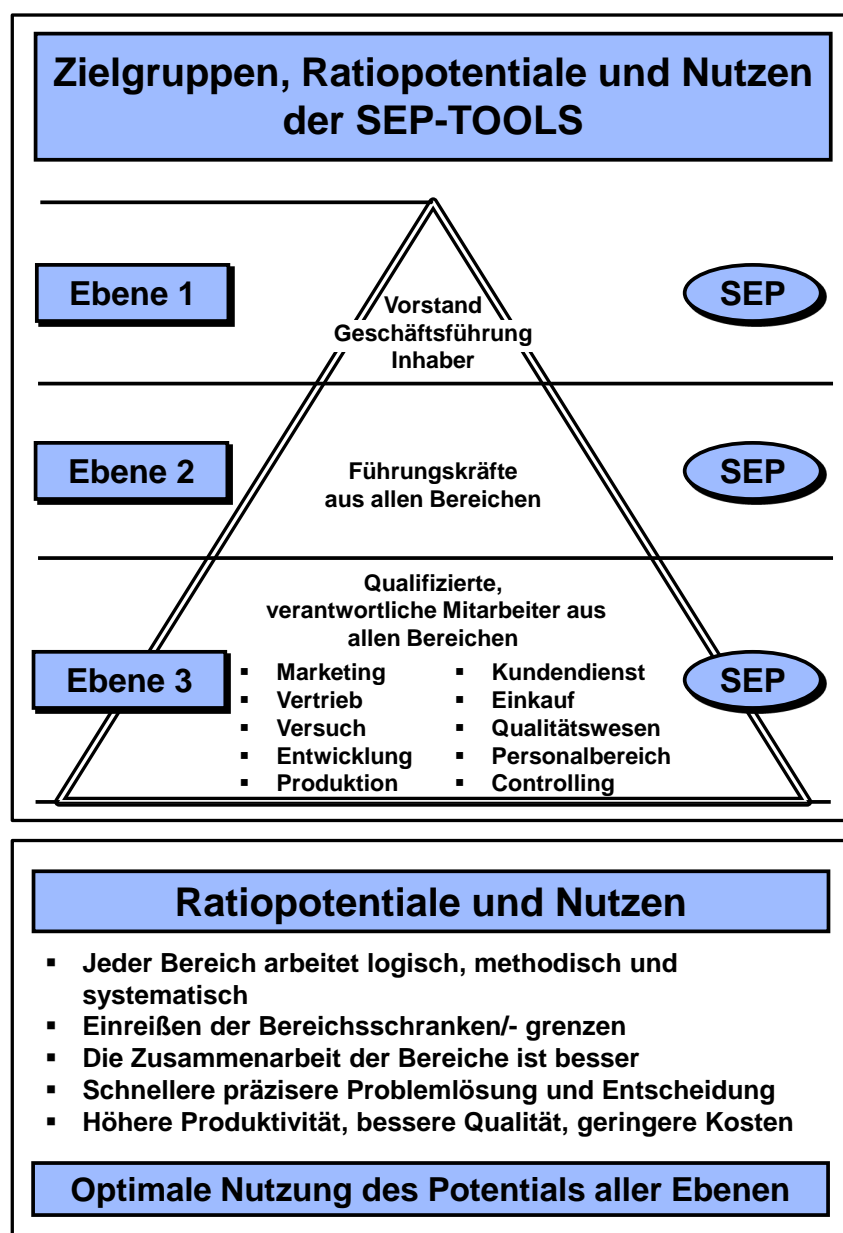 Zielgruppen, Ratiopotentiale und Nutzen
der SEP-TOOLS
Ebene 1
Vorstand
Geschäftsführung
Inhaber
SEP
Ebene 2
Führungskräfte
aus allen Bereichen
SEP
Qualifizierte,
verantwortliche Mitarbeiter aus
allen Bereichen
Ebene 3
▪ Marketing
▪ Vertrieb
▪ Versuch
▪ Entwicklung
▪ Produktion
▪ Kundendienst
▪ Einkauf
▪ Qualitätswesen
▪ Personalbereich
▪ Controlling
SEP
Ratiopotentiale und Nutzen
▪ Jeder Bereich arbeitet logisch, methodisch und
systematisch
▪ Einreißen der Bereichsschranken/- grenzen
▪ Die Zusammenarbeit der Bereiche ist besser
▪ Schnellere präzisere Problemlösung und Entscheidung
▪ Höhere Produktivität, bessere Qualität, geringere Kosten
Optimale Nutzung des Potentials aller Ebenen